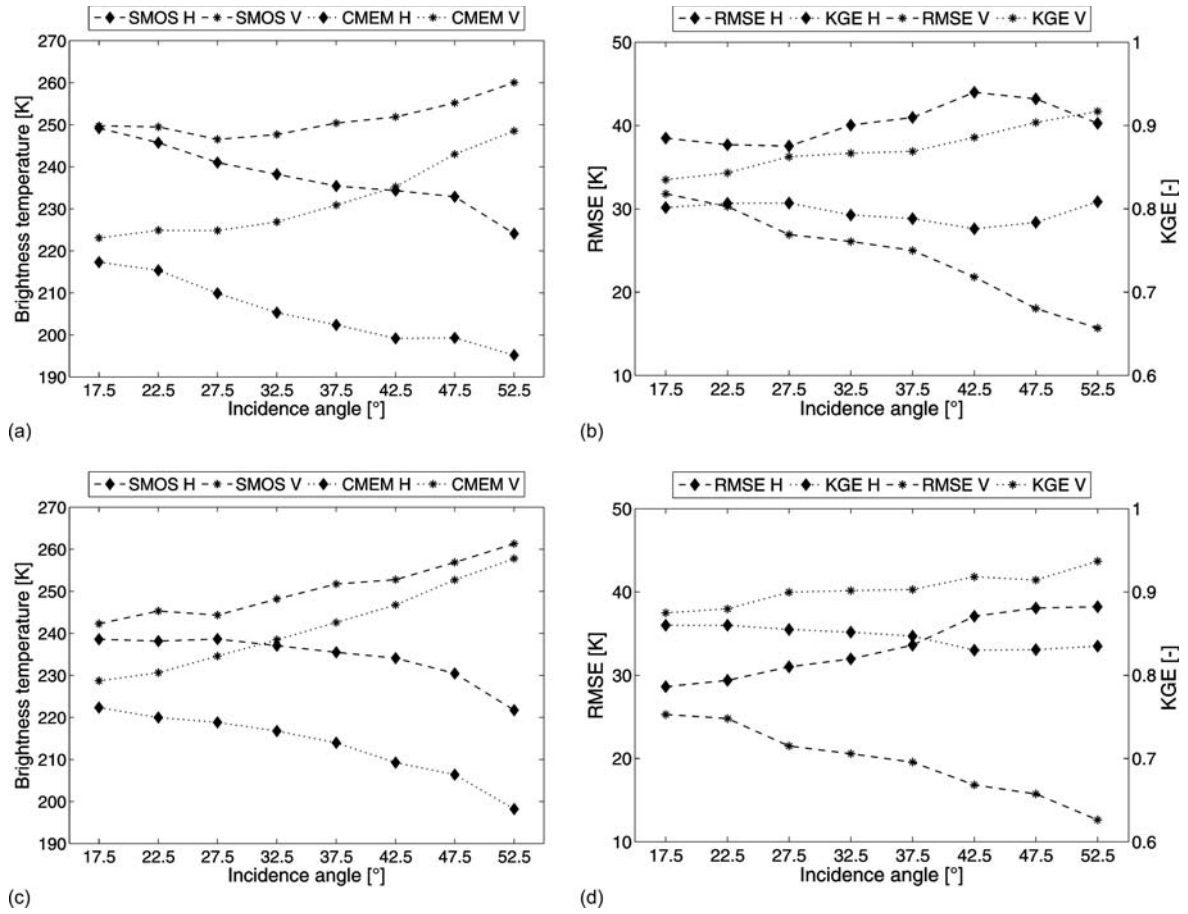 SMOS H SMOS V CMEM H CMEM V
270
260
250
240
230
220
210
200
190
Brightness temperature [K]
17.5 22.5 27.5 32.5 37.5 42.5 47.5 52.5
Incidence angle [°]
(a)
RMSE H KGE H RMSE V KGE V
50
40
30
20
10
RMSE [K]
1
0.9
0.8
0.7
0.6
KGE [-]
17.5 22.5 27.5 32.5 37.5 42.5 47.5 52.5
Incidence angle [°]
(b)
SMOS H SMOS V CMEM H CMEM V
270
260
250
240
230
220
210
200
190
Brightness temperature [K]
17.5 22.5 27.5 32.5 37.5 42.5 47.5 52.5
Incidence angle [°]
(c)
RMSE H KGE H RMSE V KGE V
50
40
30
20
10
RMSE [K]
1
0.9
0.8
0.7
0.6
KGE [-]
17.5 22.5 27.5 32.5 37.5 42.5 47.5 52.5
Incidence angle [°]
(d)